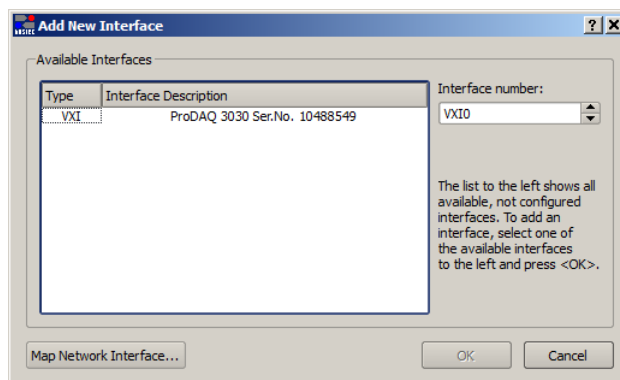 Add New Interface
Available Interfaces
Type Interface Description
VXI ProDAQ 3030 Ser.No. 10488549
Interface number:
VXI0
The list to the left shows all
available, not configured
interfaces. To add an
interface, select one of
the available interfaces
to the left and press <OK>.
Map Network Interface...
OK
Cancel